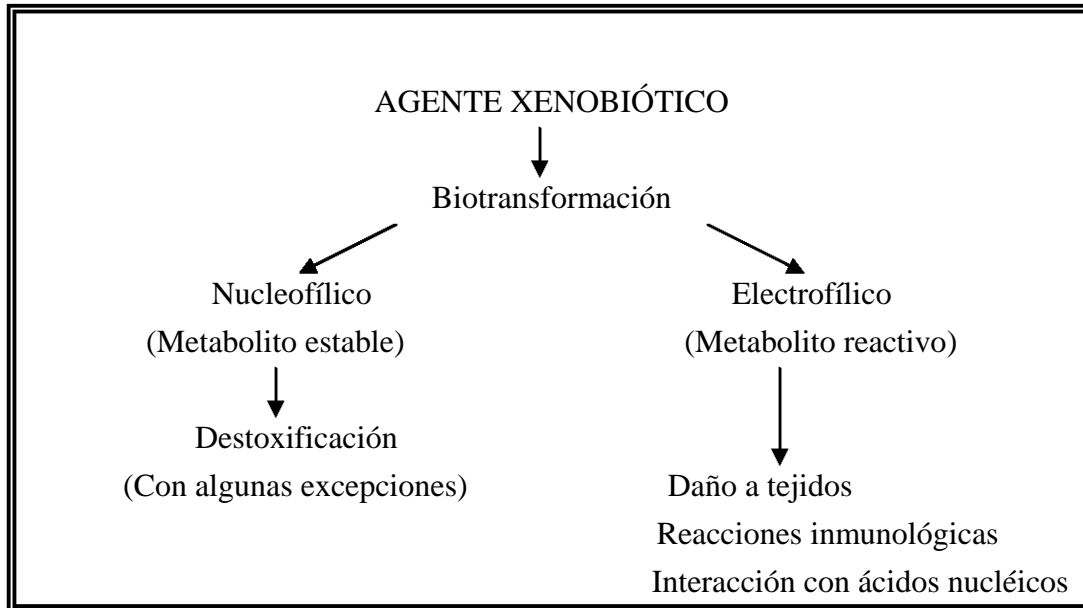 AGENTE XENOBIÓTICO
Biotransformación
Nucleofílico
(Metabolito estable)
Destoxificación
(Con algunas excepciones)
Electrofílico
(Metabolito reactivo)
Daño a tejidos
Reacciones inmunológicas
Interacción con ácidos nucléicos